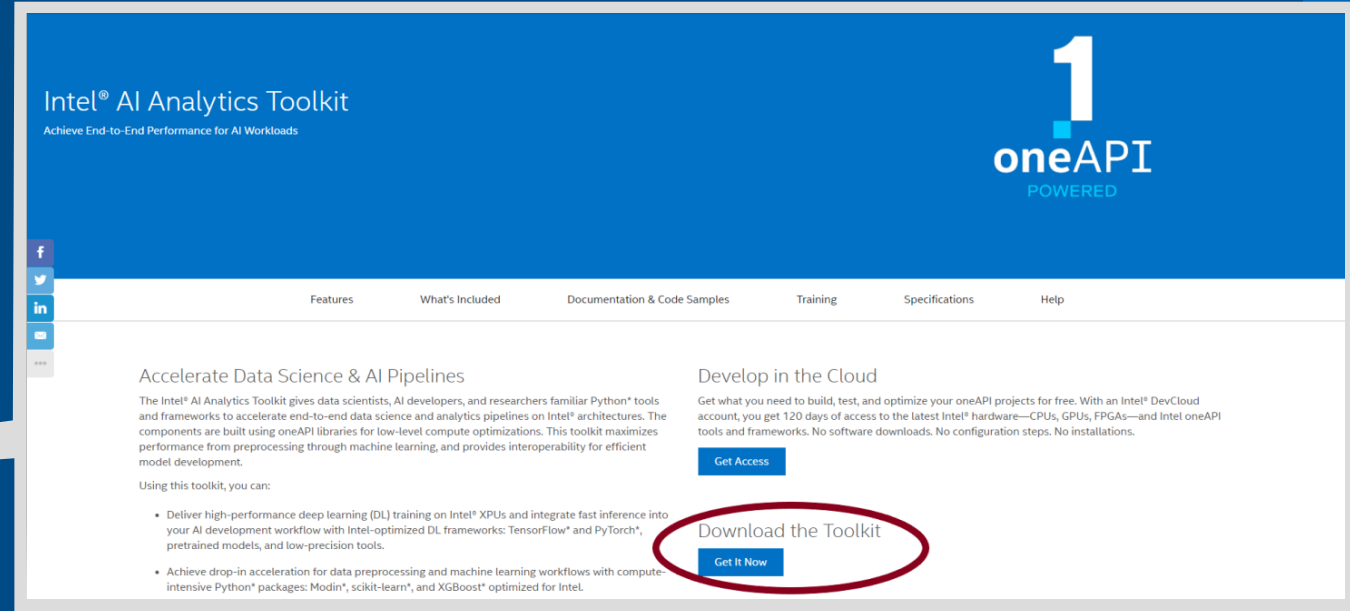 Intel® AI Analytics Toolkit
Achieve End-to-End Performance for AI Workloads
1
oneAPI
POWERED
f
in
Features What's Included Documentation & Code Samples Training Specifications Help
Accelerate Data Science & AI Pipelines
The Intel® AI Analytics Toolkit gives data scientists, AI developers, and researchers familiar Python* tools
and frameworks to accelerate end-to-end data science and analytics pipelines on Intel® architectures. The
components are built using oneAPI libraries for low-level compute optimizations. This toolkit maximizes
performance from preprocessing through machine learning, and provides interoperability for efficient
model development.
Using this toolkit, you can:
• Deliver high-performance deep learning (DL) training on Intel® XPUs and integrate fast inference into
your AI development workflow with Intel-optimized DL frameworks: TensorFlow* and PyTorch*,
pretrained models, and low-precision tools.
• Achieve drop-in acceleration for data preprocessing and machine learning workflows with compute-
intensive Python* packages: Modin*, scikit-learn*, and XGBoost* optimized for Intel.
Develop in the Cloud
Get what you need to build, test, and optimize your oneAPI projects for free. With an Intel® DevCloud
account, you get 120 days of access to the latest Intel® hardware—CPUs, GPUs, FPGAs—and Intel oneAPI
tools and frameworks. No software downloads. No configuration steps. No installations.
Get Access
Download the Toolkit
Get It Now